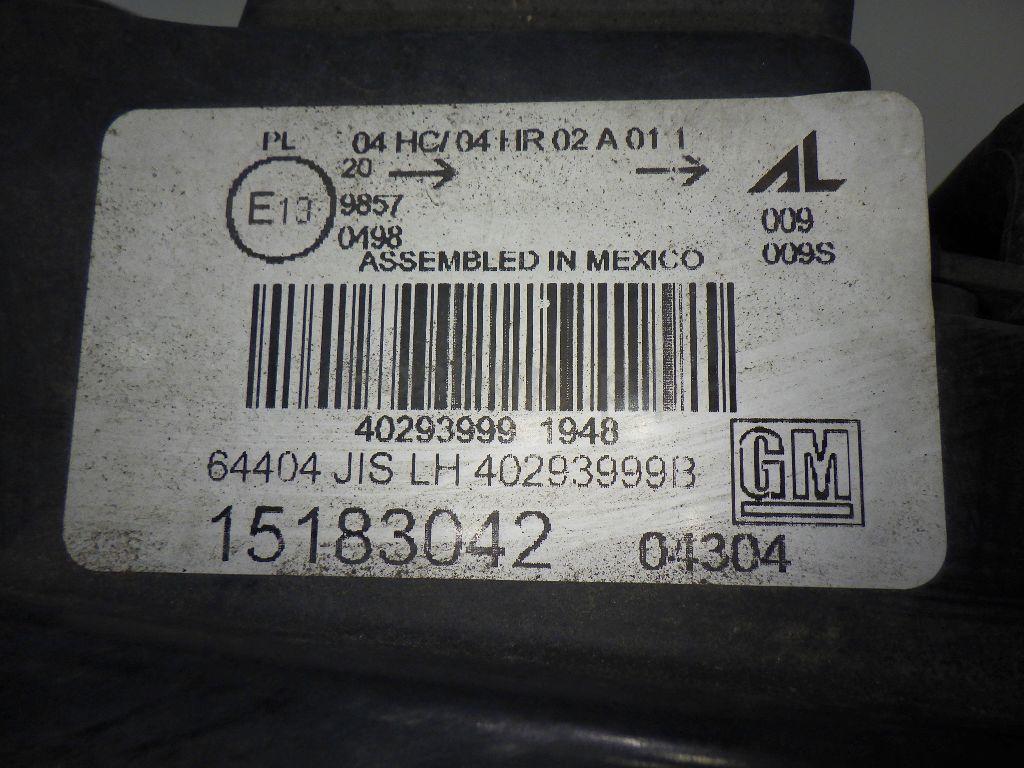 PL 04 HC/ 04 HR 02 A 01 1
20
E13
9857
0498
AL
009
009S
ASSEMBLED IN MEXICO
40293999 1948
64404 JIS LH 40293999B
GM
15183042 04304